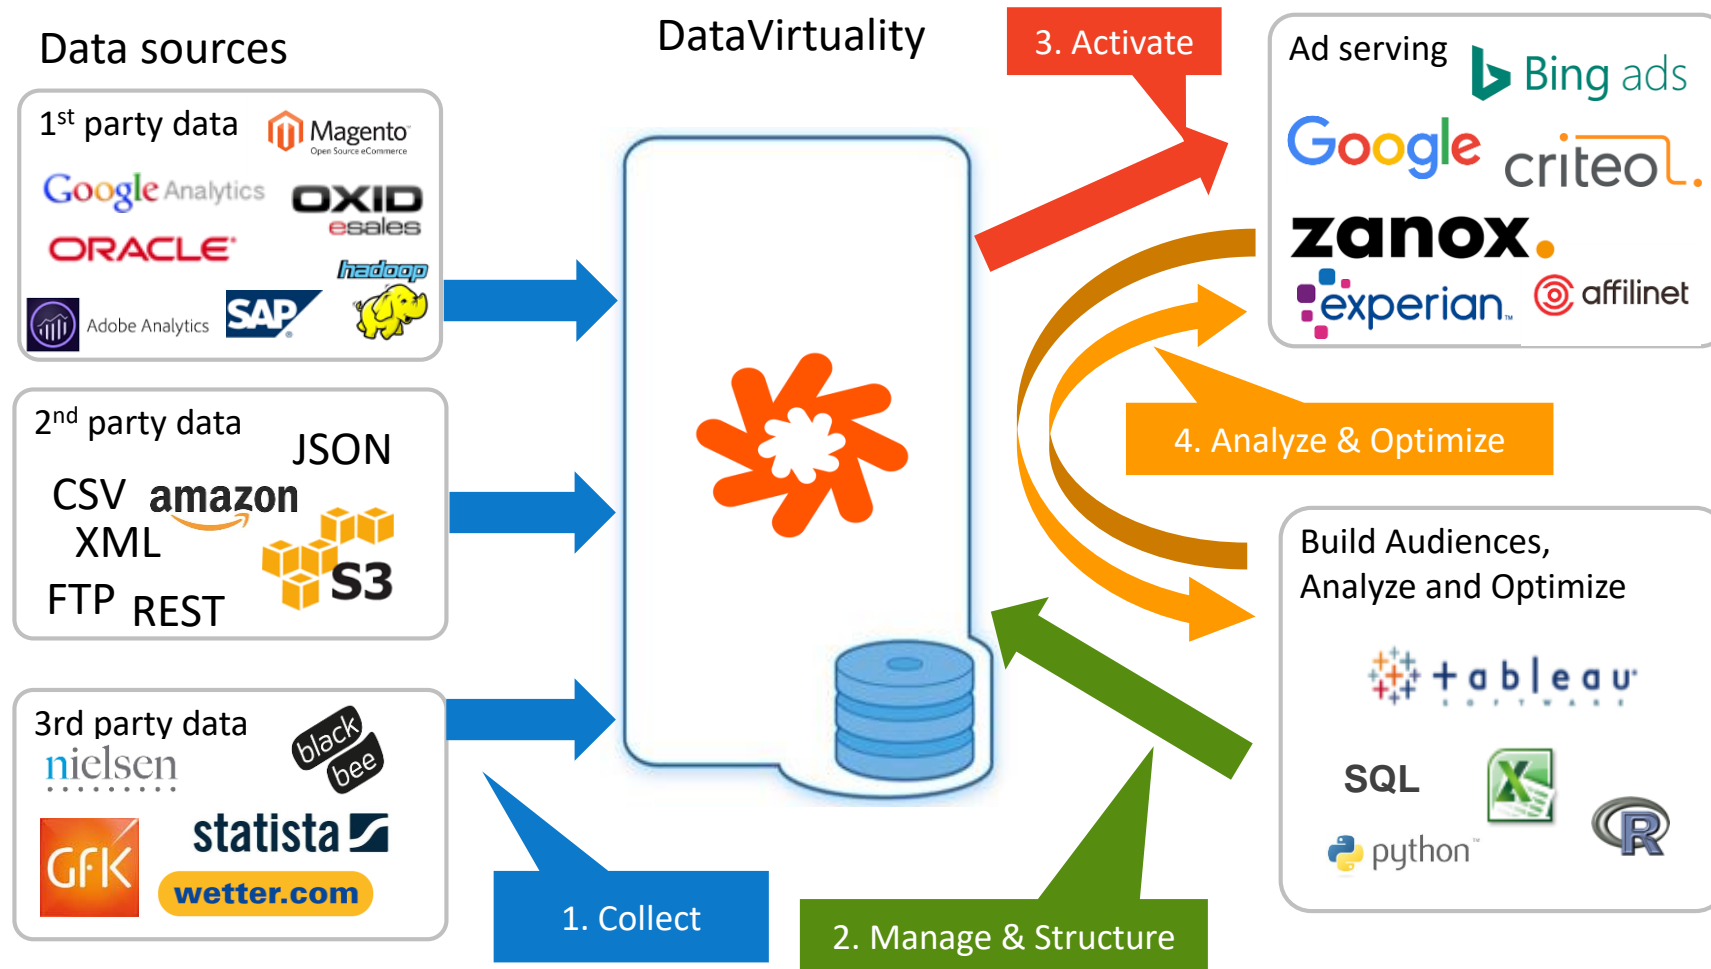 Data sources
DataVirtuality
3. Activate
1st party data
Magento
Open Source eCommerce
Google Analytics
OXID
esales
ORACLE
hadoop
Adobe Analytics
SAP
2nd party data
JSON
CSV
amazon
XML
S3
FTP
REST
3rd party data
nielsen
black
bee
GfK
statista
wetter.com
1. Collect
2. Manage & Structure
Ad serving
Bing ads
Google
criteo
zanox.
experian
affilinet
4. Analyze & Optimize
Build Audiences,
Analyze and Optimize
+ableau
SOFTWARE
SQL
X
python
R